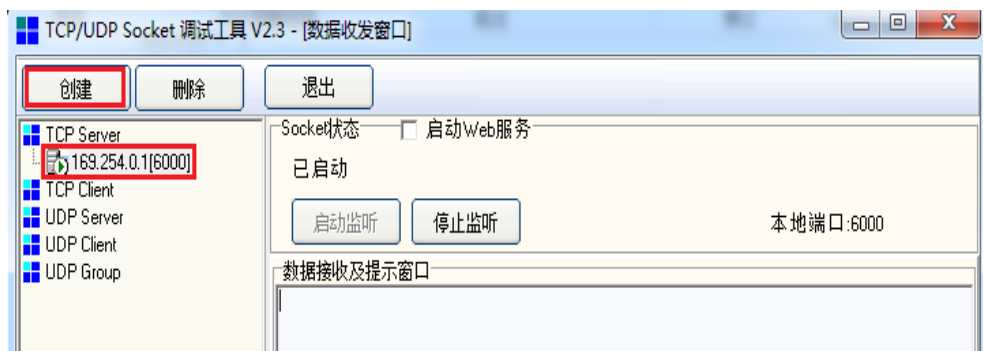 TCP/UDP Socket 调试工具 V2.3 - [数据收发窗口]
创建 删除 退出
TCP Server
169.254.0.1[6000]
TCP Client
UDP Server
UDP Client
UDP Group
Socket状态 启动Web服务
已启动
启动监听 停止监听 本地端口:6000
数据接收及提示窗口